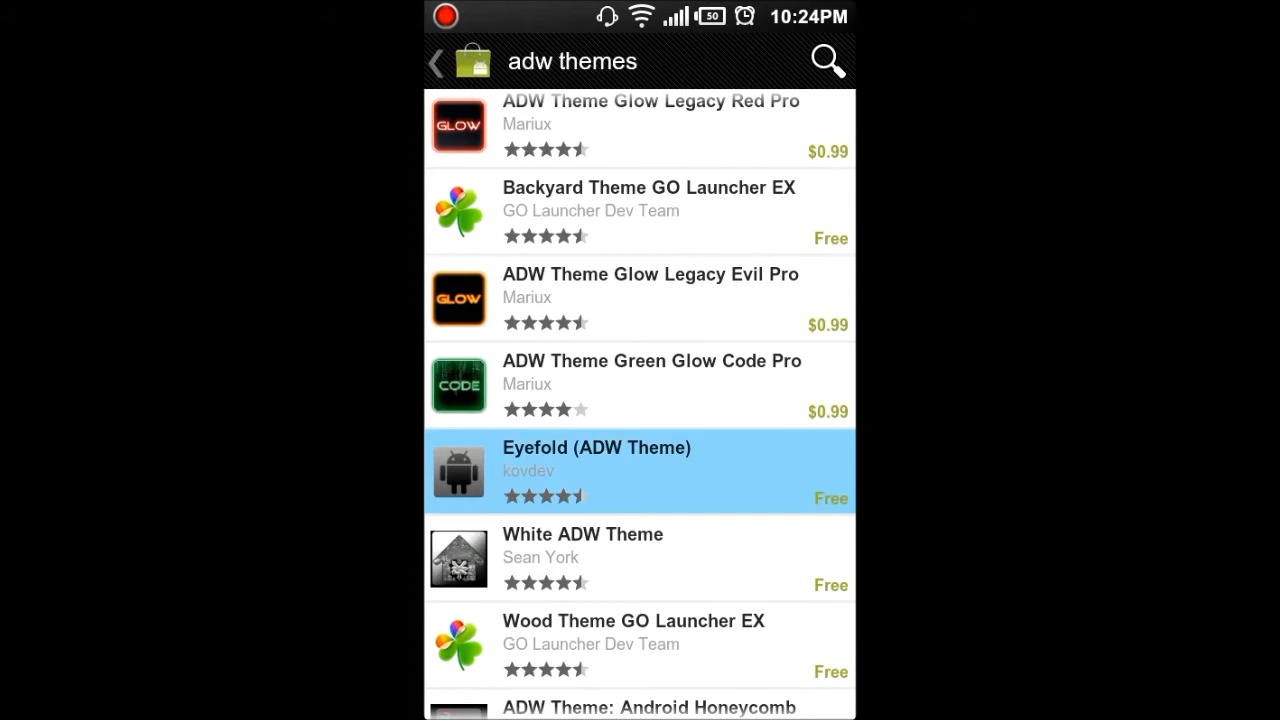 50 10:24PM
adw themes
ADW Theme Glow Legacy Red Pro
GLOW
Mariux
$0.99
Backyard Theme GO Launcher EX
GO Launcher Dev Team
Free
ADW Theme Glow Legacy Evil Pro
GLOW
Mariux
$0.99
ADW Theme Green Glow Code Pro
CODE
Mariux
$0.99
Eyefold (ADW Theme)
kovdev
Free
White ADW Theme
Sean York
Free
Wood Theme GO Launcher EX
GO Launcher Dev Team
Free
ADW Theme: Android Honeycomb